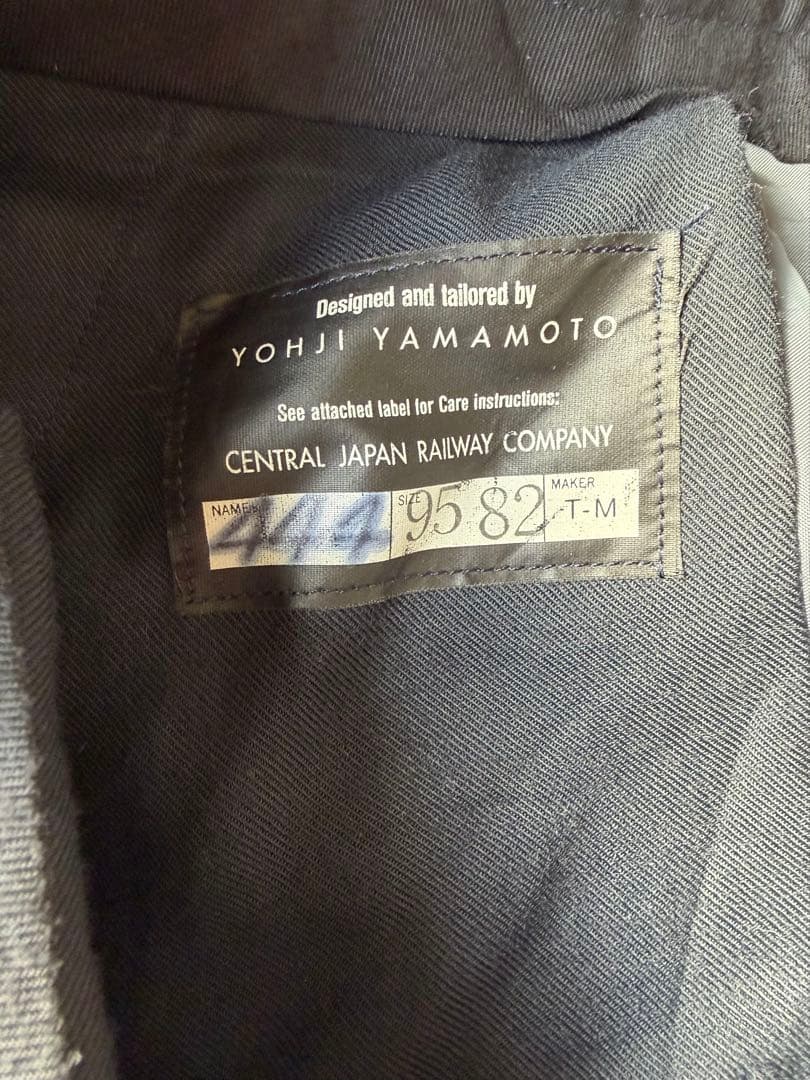 Designed and tailored by
YOHJI YAMAMOTO
See attached label for Care instructions:
CENTRAL JAPAN RAILWAY COMPANY
NAME 444 SIZE 95 82 MAKER T-M